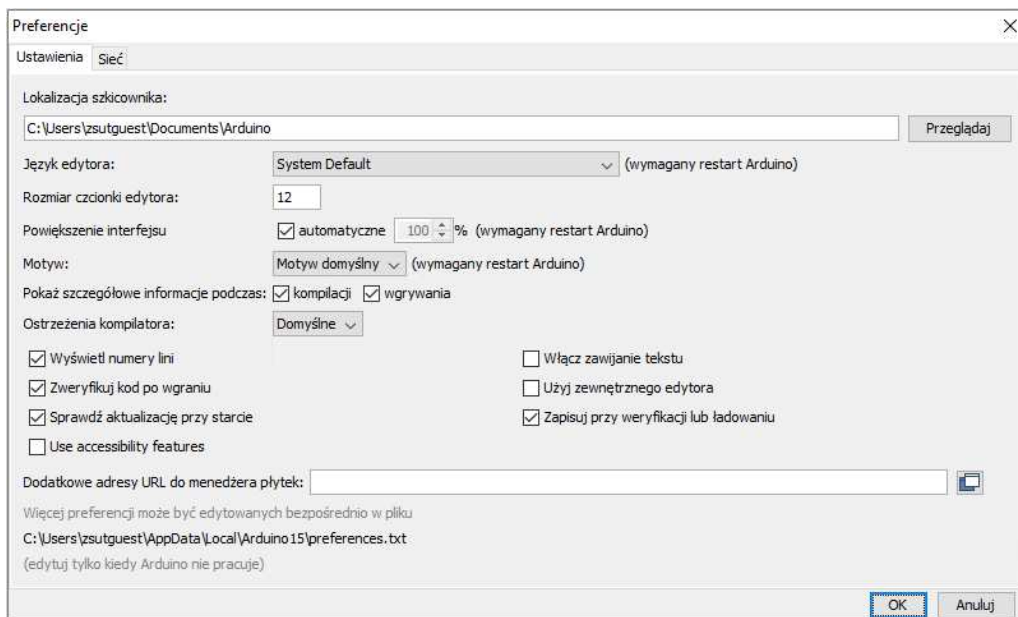 Preferencje
Ustawienia Sieć
Lokalizacja szkicownika:
C:\Users\zsutguest\Documents\Arduino Przeglądaj
Język edytora: System Default (wymagany restart Arduino)
Rozmiar czcionki edytora: 12
Powiększenie interfejsu automatyczne 100 % (wymagany restart Arduino)
Motyw: Motyw domyślny (wymagany restart Arduino)
Pokaż szczegółowe informacje podczas: kompilacji wgrywania
Ostrzeżenia kompilatora: Domyślne
Wyświetl numery lini Włącz zawijanie tekstu
Zweryfikuj kod po wgraniu Użyj zewnętrznego edytora
Sprawdź aktualizację przy starcie Zapisuj przy weryfikacji lub ładowaniu
Use accessibility features
Dodatkowe adresy URL do menedżera płytek:
Więcej preferencji może być edytowanych bezpośrednio w pliku
C:\Users\zsutguest\AppData\Local\Arduino15\preferences.txt
(edytuj tylko kiedy Arduino nie pracuje)
OK Anuluj